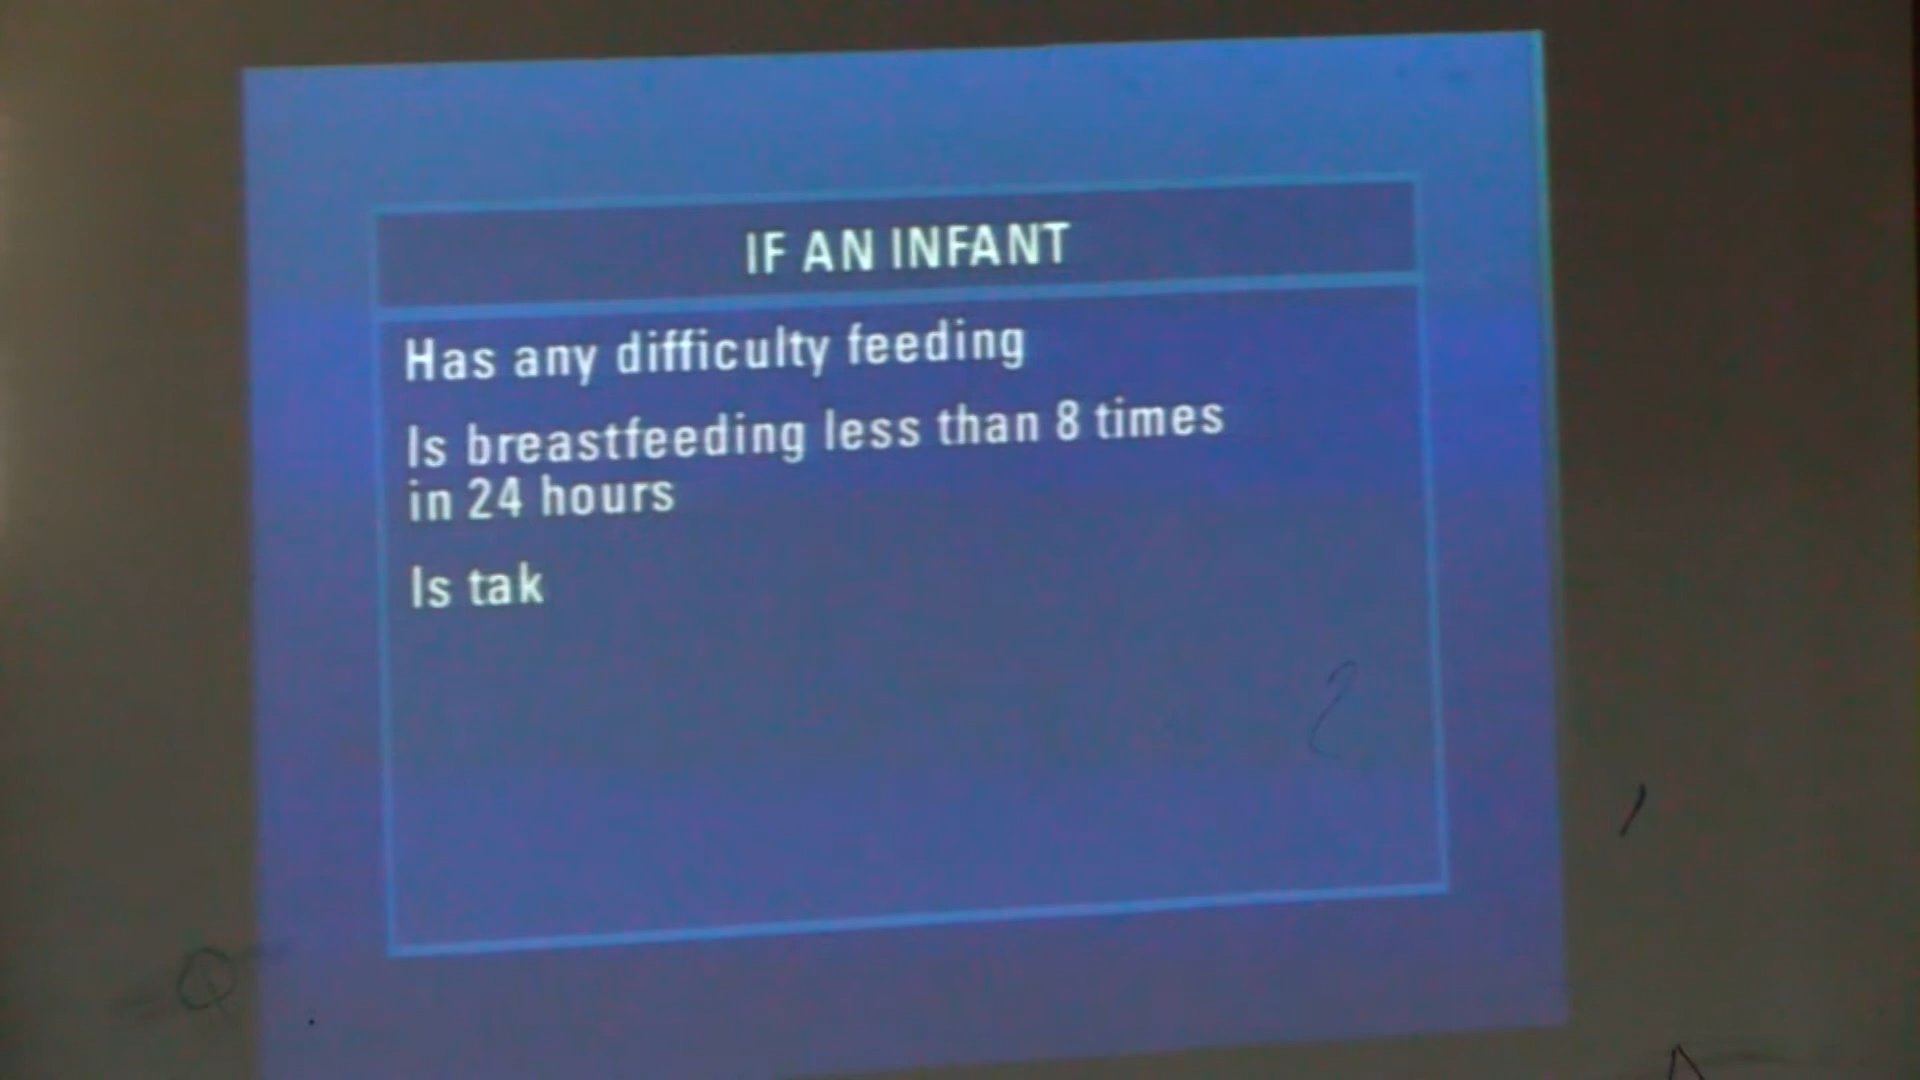 IF AN INFANT
Has any difficulty feeding
Is breastfeeding less than 8 times
in 24 hours
Is tak